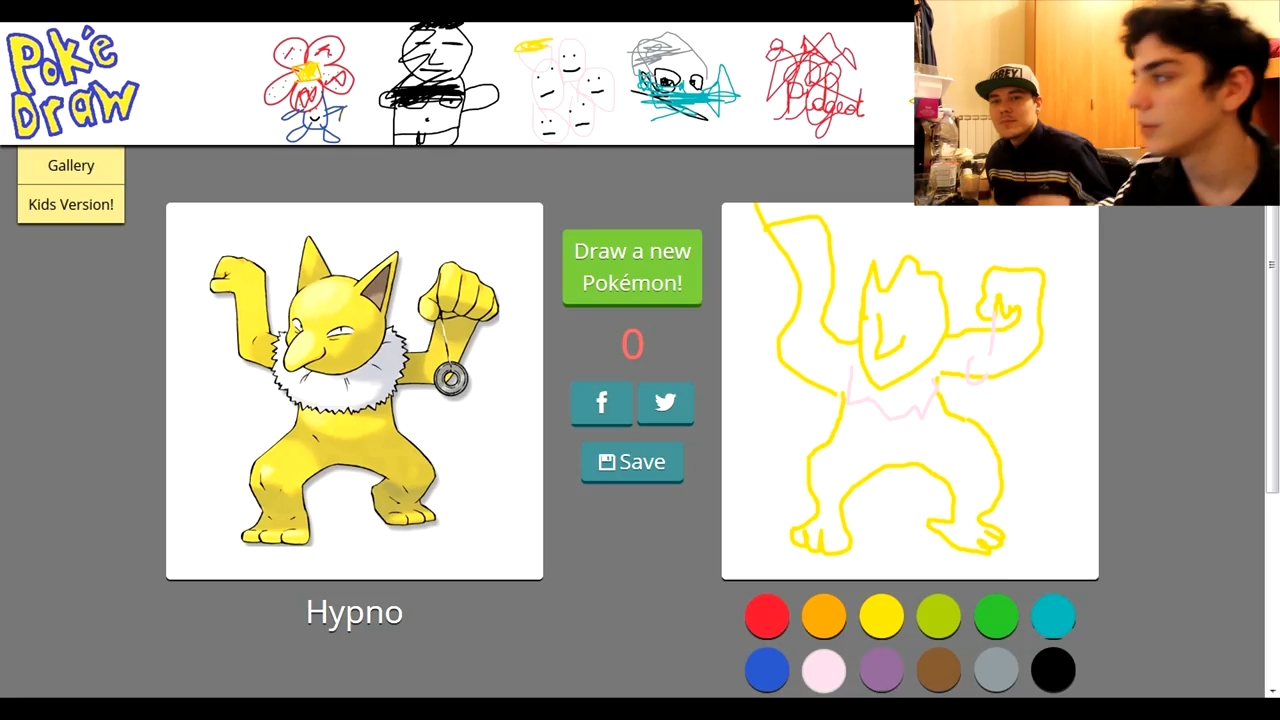 Poké
Draw
Pidgeot
OBEY
Gallery
Kids Version!
Draw a new
Pokémon!
0
f
Save
Hypno